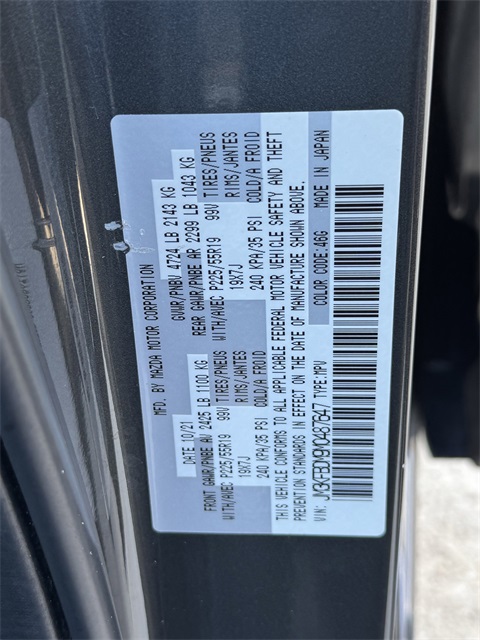 MFD. BY MAZDA MOTOR CORPORATION
DATE 10/21 GVWR/PNBV 4724 LB 2143 KG
FRONT GAWR/PNBE AV 2425 LB 1100 KG REAR GAWR/PNBE AR 2299 LB 1043 KG
WITH/AVEC P225/55R19 99V TIRES/PNEUS WITH/AVEC P225/55R19 99V TIRES/PNEUS
19X7J RIMS/JANTES 19X7J RIMS/JANTES
240 KPA/35 PSI COLD/A FROID 240 KPA/35 PSI COLD/A FROID
THIS VEHICLE CONFORMS TO ALL APPLICABLE FEDERAL MOTOR VEHICLE SAFETY AND THEFT
PREVENTION STANDARDS IN EFFECT ON THE DATE OF MANUFACTURE SHOWN ABOVE.
COLOR CODE:46G MADE IN JAPAN
VIN: JM3KFBDM9N0487647 TYPE:MPV